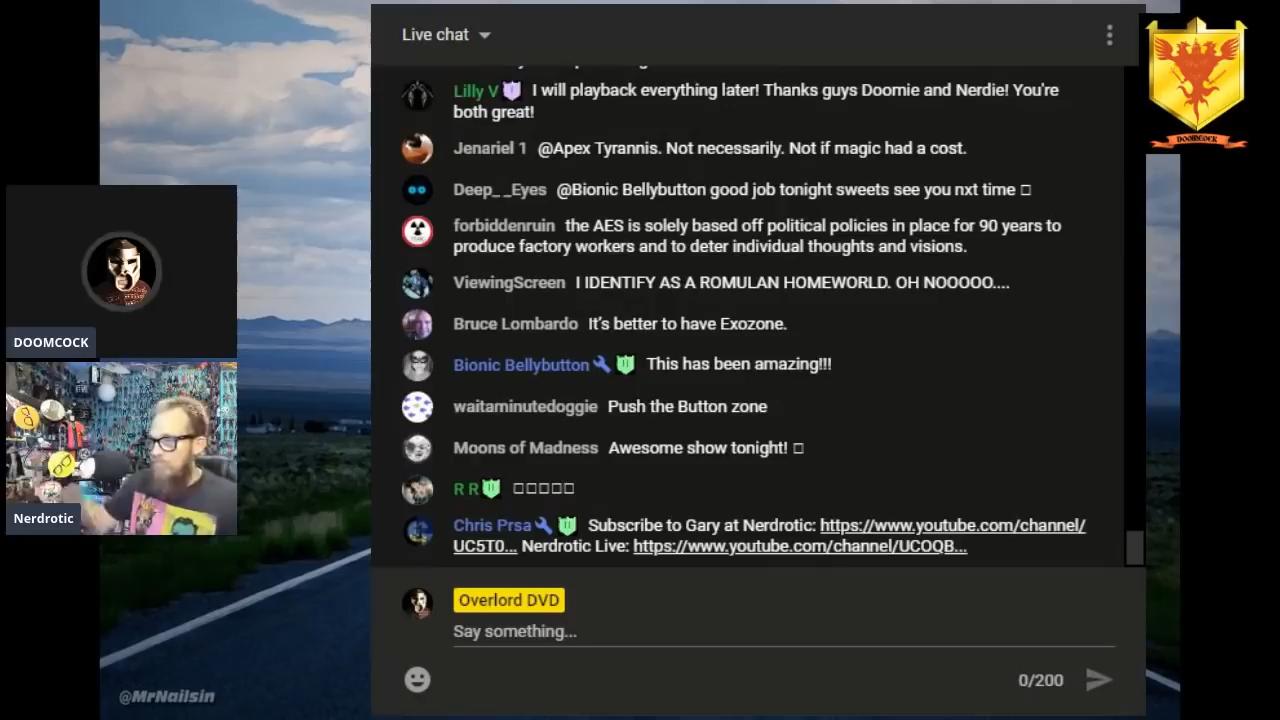 Live chat
Lilly V I will playback everything later! Thanks guys Doomie and Nerdie! You're
both great!
Jenariel 1 @Apex Tyrannis. Not necessarily. Not if magic had a cost.
Deep_ _Eyes @Bionic Bellybutton good job tonight sweets see you nxt time
forbiddenruin the AES is solely based off political policies in place for 90 years to
produce factory workers and to deter individual thoughts and visions.
ViewingScreen I IDENTIFY AS A ROMULAN HOMEWORLD. OH NOOOOO....
Bruce Lombardo It's better to have Exozone.
Bionic Bellybutton This has been amazing!!!
waitaminutedoggie Push the Button zone
Moons of Madness Awesome show tonight!
R R
Chris Prsa Subscribe to Gary at Nerdrotic: https://www.youtube.com/channel/
UC5T0... Nerdrotic Live: https://www.youtube.com/channel/UCOQB...
Overlord DVD
Say something...
0/200
DOOMCOCK
Nerdrotic
@MrNailsin
DOOMCOCK